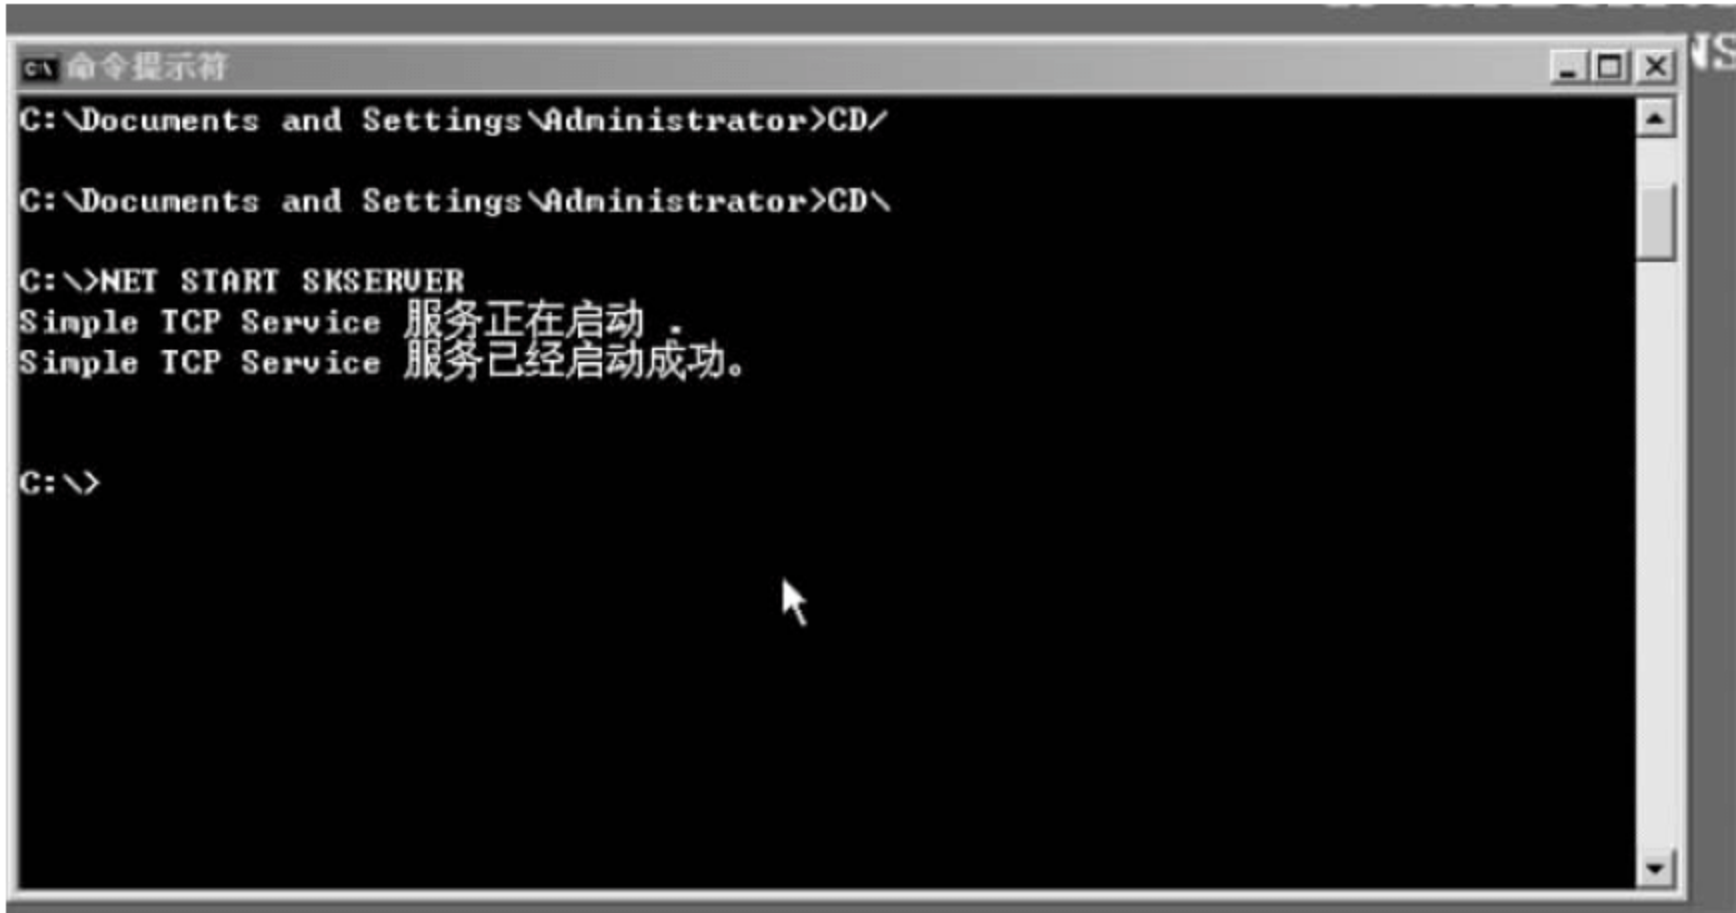 命令提示符
C:\Documents and Settings\Administrator>CD/
C:\Documents and Settings\Administrator>CD\
C:\>NET START SKSERVER
Simple TCP Service 服务正在启动 .
Simple TCP Service 服务已经启动成功。
C:\>
NS